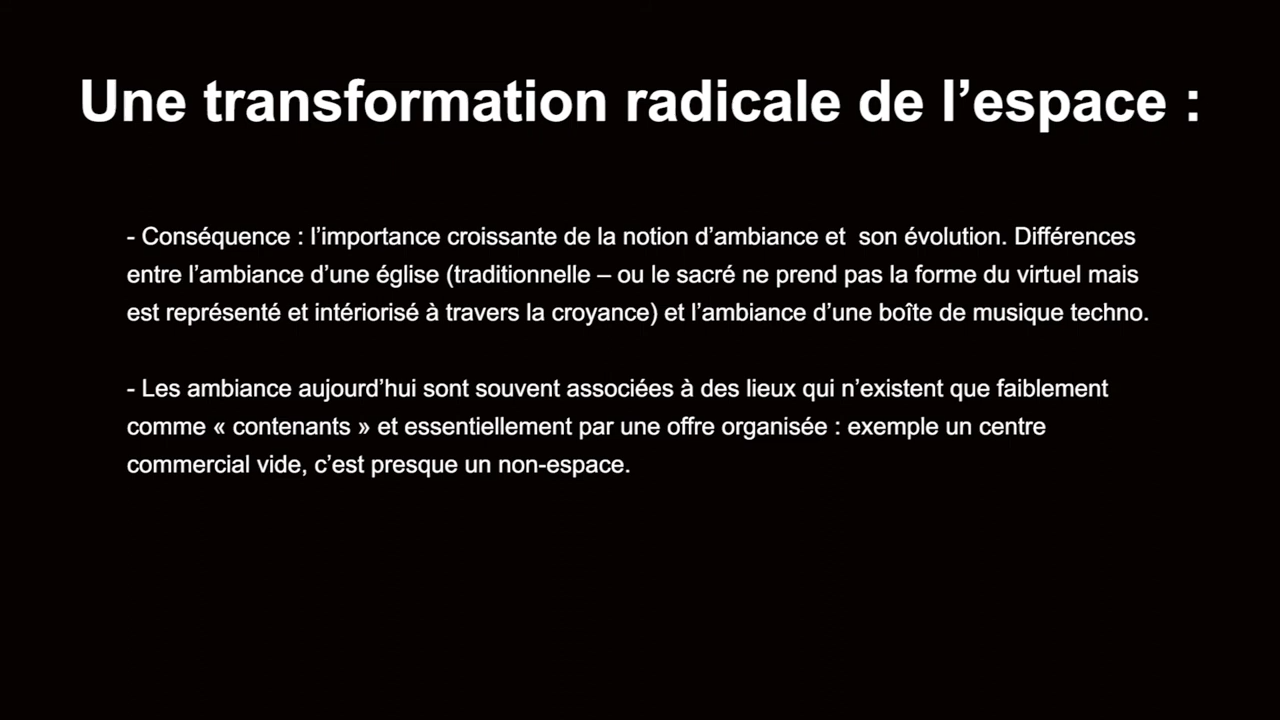 Une transformation radicale de l’espace :
- Conséquence : l’importance croissante de la notion d’ambiance et  son évolution. Différences
entre l’ambiance d’une église (traditionnelle – ou le sacré ne prend pas la forme du virtuel mais
est représenté et intériorisé à travers la croyance) et l’ambiance d’une boîte de musique techno.
- Les ambiance aujourd’hui sont souvent associées à des lieux qui n’existent que faiblement
comme « contenants » et essentiellement par une offre organisée : exemple un centre
commercial vide, c’est presque un non-espace.